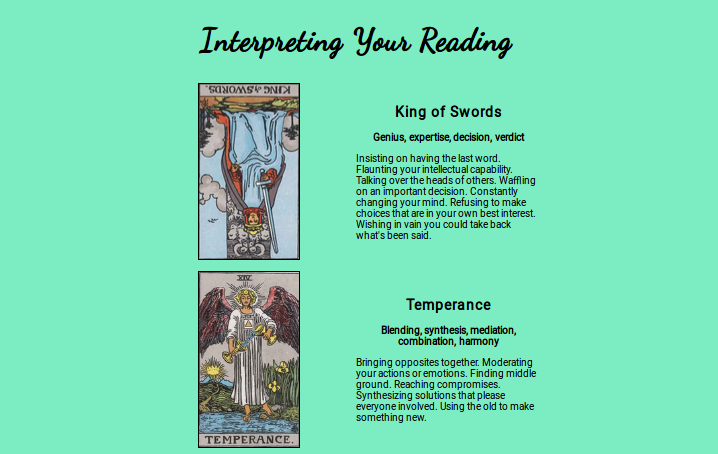 Interpreting Your Reading
KING of SWORDS.
King of Swords
Genius, expertise, decision, verdict
Insisting on having the last word.
Flaunting your intellectual capability.
Talking over the heads of others. Waffling
on an important decision. Constantly
changing your mind. Refusing to make
choices that are in your own best interest.
Wishing in vain you could take back
what's been said.
XIV
TEMPERANCE.
Temperance
Blending, synthesis, mediation,
combination, harmony
Bringing opposites together. Moderating
your actions or emotions. Finding middle
ground. Reaching compromises.
Synthesizing solutions that please
everyone involved. Using the old to make
something new.